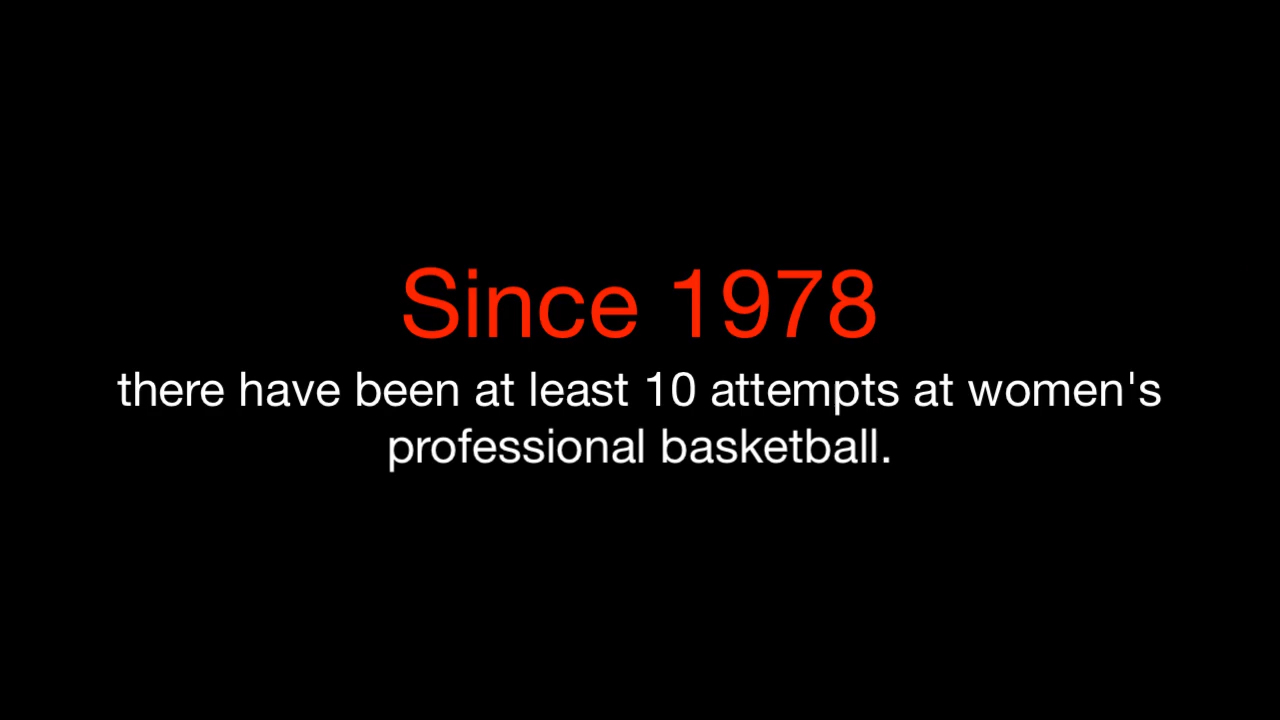 Since 1978
there have been at least 10 attempts at women's
professional basketball.